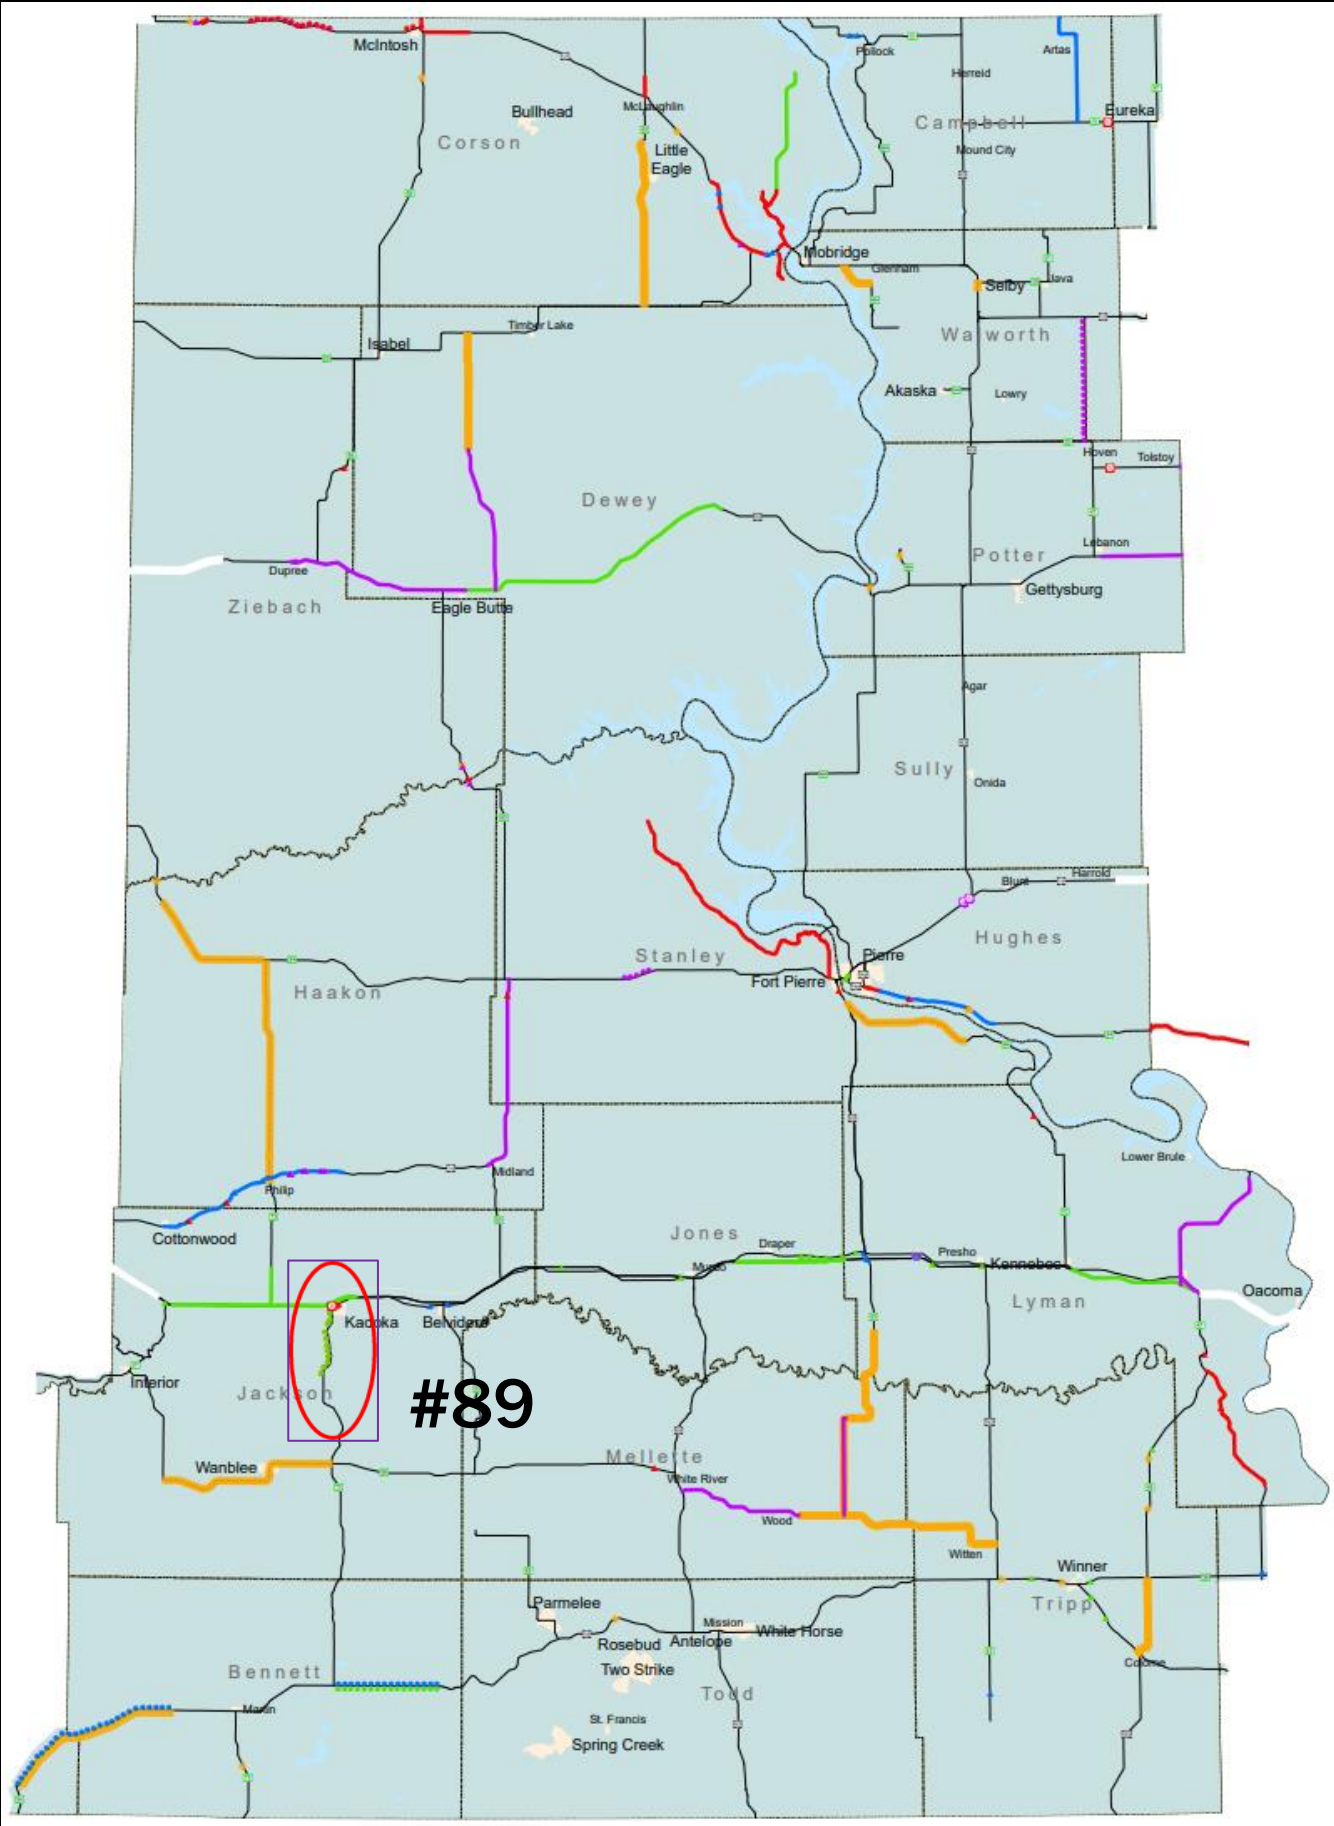 McIntosh
Pollock
Artas
Herreid
Bullhead
McLaughlin
Eureka
Campbell
Corson
Little
Eagle
Mound City
Mobridge
Glenham
Selby
Java
Timber Lake
Isabel
Walworth
Akaska
Lowry
Hoven
Tolstoy
Dewey
Lebanon
Potter
Dupree
Gettysburg
Ziebach
Eagle Butte
Agar
Sully
Onida
Blunt
Harrold
Hughes
Stanley
Pierre
Fort Pierre
Haakon
Lower Brule
Midland
Philip
Cottonwood
Jones
Draper
Presho
Kennebec
Murdo
Oacoma
Lyman
Kadoka
Belvidere
Interior
Jackson
#89
Mellette
Wanblee
White River
Wood
Witten
Winner
Tripp
Parmelee
Mission
White Horse
Rosebud
Antelope
Colome
Two Strike
Bennett
Todd
Martin
St. Francis
Spring Creek